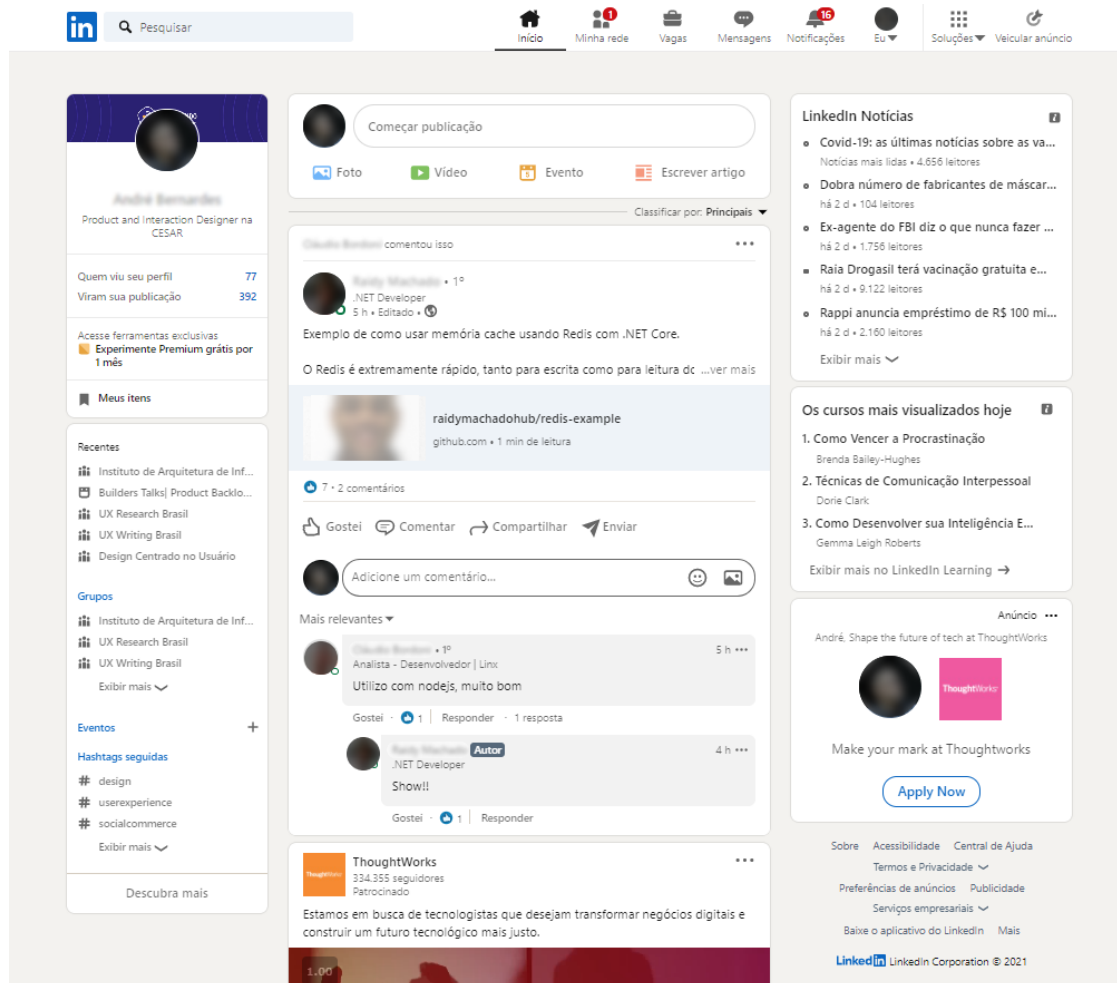 in
Pesquisar
Início
1
Minha rede
Vagas
Mensagens
16
Notificações
Eu
Soluções
Veicular anúncio
Product and Interaction Designer na
CESAR
Quem viu seu perfil 77
Viram sua publicação 392
Acesse ferramentas exclusivas
Experimente Premium grátis por
1 mês
Meus itens
Recentes
Instituto de Arquitetura de Inf...
Builders Talks| Product Backlo...
UX Research Brasil
UX Writing Brasil
Design Centrado no Usuário
Grupos
Instituto de Arquitetura de Inf...
UX Research Brasil
UX Writing Brasil
Exibir mais
Eventos +
Hashtags seguidas
# design
# userexperience
# socialcommerce
Exibir mais
Descubra mais
Começar publicação
Foto
Vídeo
Evento
Escrever artigo
Classificar por: Principais
comentou isso
• 1º
.NET Developer
5 h • Editado •
Exemplo de como usar memória cache usando Redis com .NET Core.
O Redis é extremamente rápido, tanto para escrita como para leitura dc ...ver mais
raidymachadohub/redis-example
github.com • 1 min de leitura
7 • 2 comentários
Gostei
Comentar
Compartilhar
Enviar
Adicione um comentário...
Mais relevantes
• 1º 5 h
Analista - Desenvolvedor | Linx
Utilizo com nodejs, muito bom
Gostei · 1 | Responder · 1 resposta
Autor 4 h
.NET Developer
Show!!
Gostei · 1 | Responder
ThoughtWorks
ThoughtWorks
334.355 seguidores
Patrocinado
Estamos em busca de tecnologistas que desejam transformar negócios digitais e
construir um futuro tecnológico mais justo.
1.00
LinkedIn Notícias
Covid-19: as últimas notícias sobre as va...
Notícias mais lidas • 4.656 leitores
Dobra número de fabricantes de máscar...
há 2 d • 104 leitores
Ex-agente do FBI diz o que nunca fazer ...
há 2 d • 1.756 leitores
Raia Drogasil terá vacinação gratuita e...
há 2 d • 9.122 leitores
Rappi anuncia empréstimo de R$ 100 mi...
há 2 d • 2.160 leitores
Exibir mais
Os cursos mais visualizados hoje
1. Como Vencer a Procrastinação
Brenda Bailey-Hughes
2. Técnicas de Comunicação Interpessoal
Dorie Clark
3. Como Desenvolver sua Inteligência E...
Gemma Leigh Roberts
Exibir mais no LinkedIn Learning →
Anúncio
André, Shape the future of tech at ThoughtWorks
ThoughtWorks
Make your mark at Thoughtworks
Apply Now
Sobre Acessibilidade Central de Ajuda
Termos e Privacidade
Preferências de anúncios Publicidade
Serviços empresariais
Baixe o aplicativo do LinkedIn Mais
LinkedIn LinkedIn Corporation © 2021